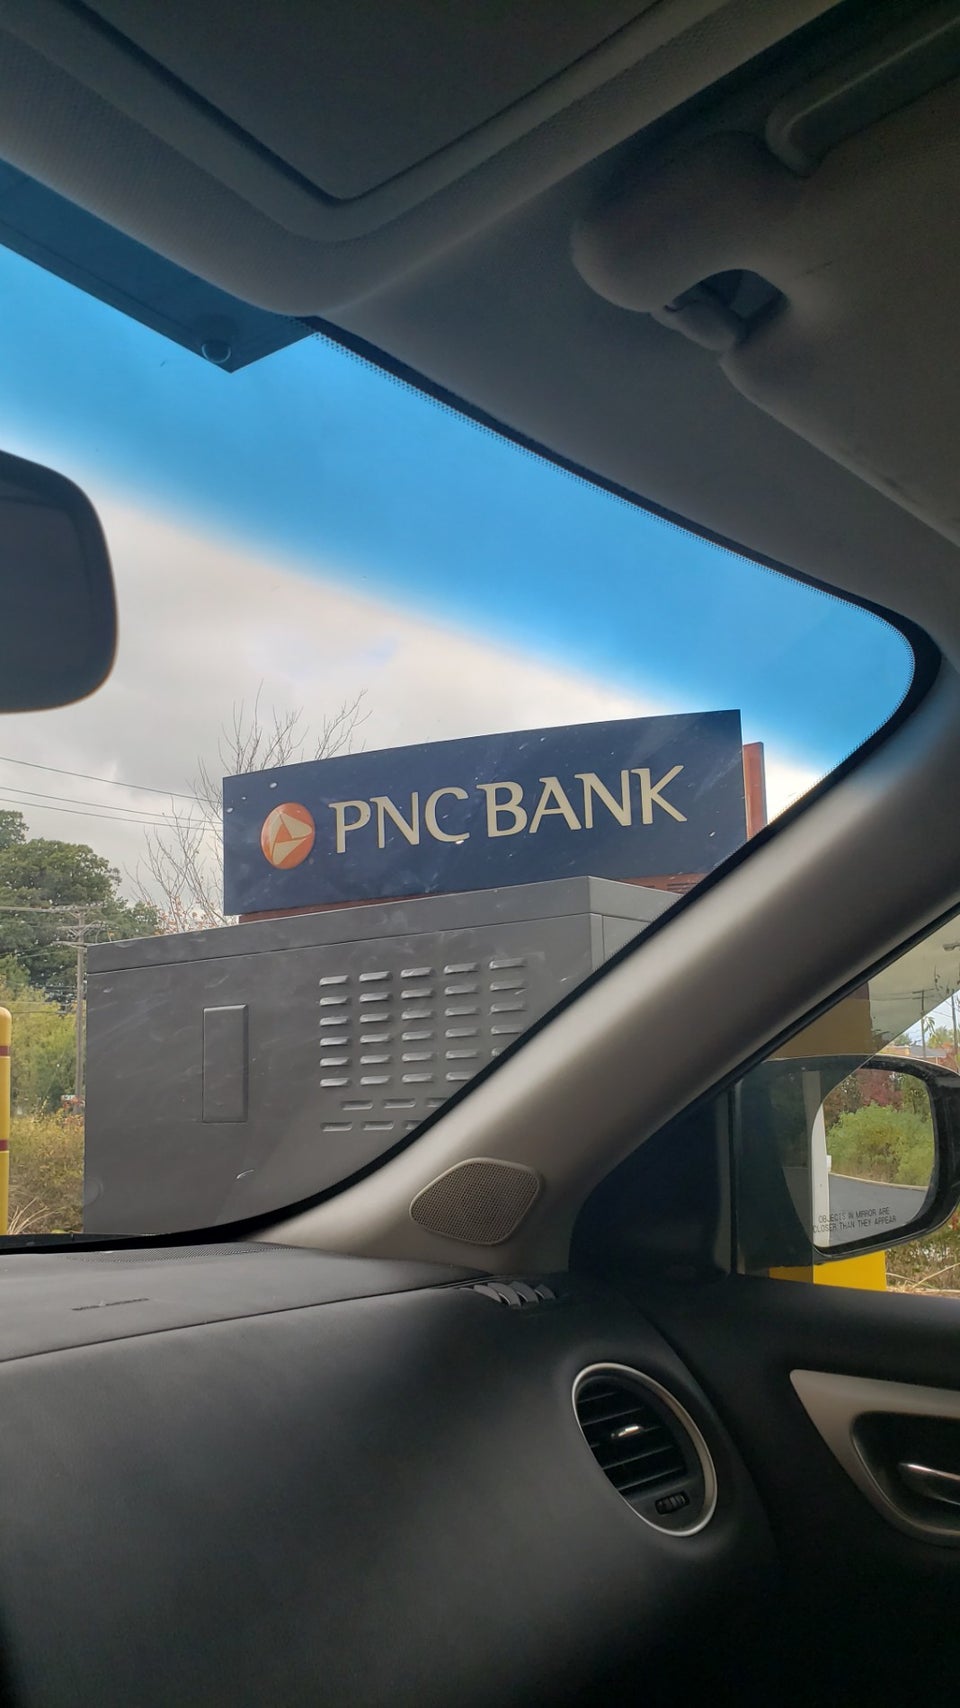 PNC BANK
OBJECTS IN MIRROR ARE
CLOSER THAN THEY APPEAR